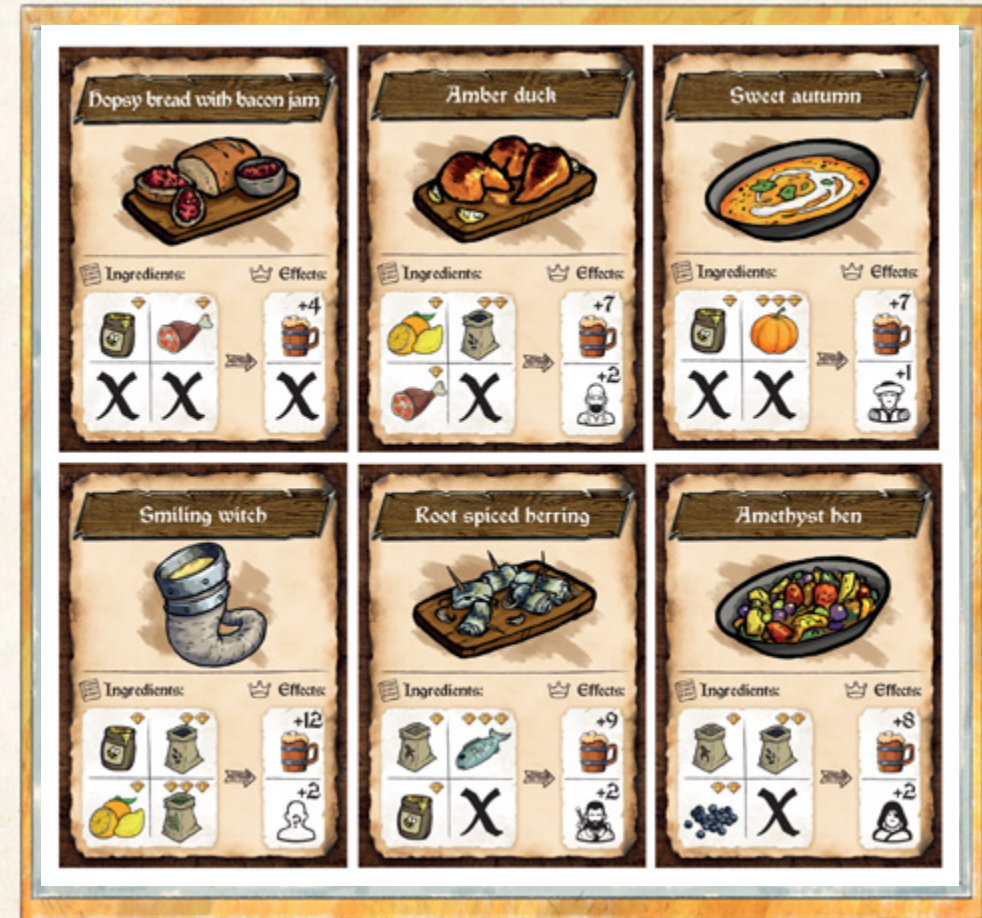 Hopsy bread with bacon jam
Ingredients:
Effects:
+4
X
X
X
Amber duck
Ingredients:
Effects:
+7
X
+2
Sweet autumn
Ingredients:
Effects:
+7
X
X
+1
Smiling witch
Ingredients:
Effects:
+12
+2
Root spiced herring
Ingredients:
Effects:
+9
X
+2
Amethyst hen
Ingredients:
Effects:
+8
X
+2